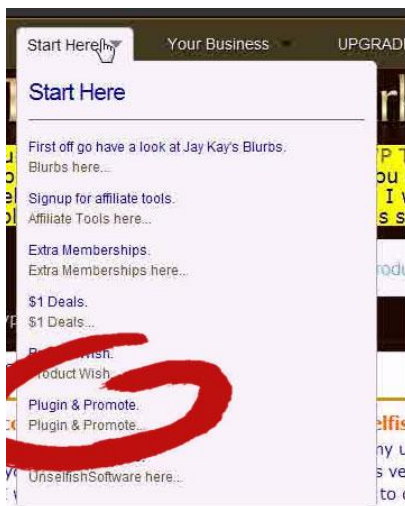 Start Here
Your Business
UPGRAD
Start Here
First off go have a look at Jay Kay's Blurbs.
Blurbs here...
Signup for affiliate tools.
Affiliate Tools here...
Extra Memberships.
Extra Memberships here...
$1 Deals.
$1 Deals...
Wish.
Product Wish
Plugin & Promote.
Plugin & Promote...
UnselfishSoftware here...